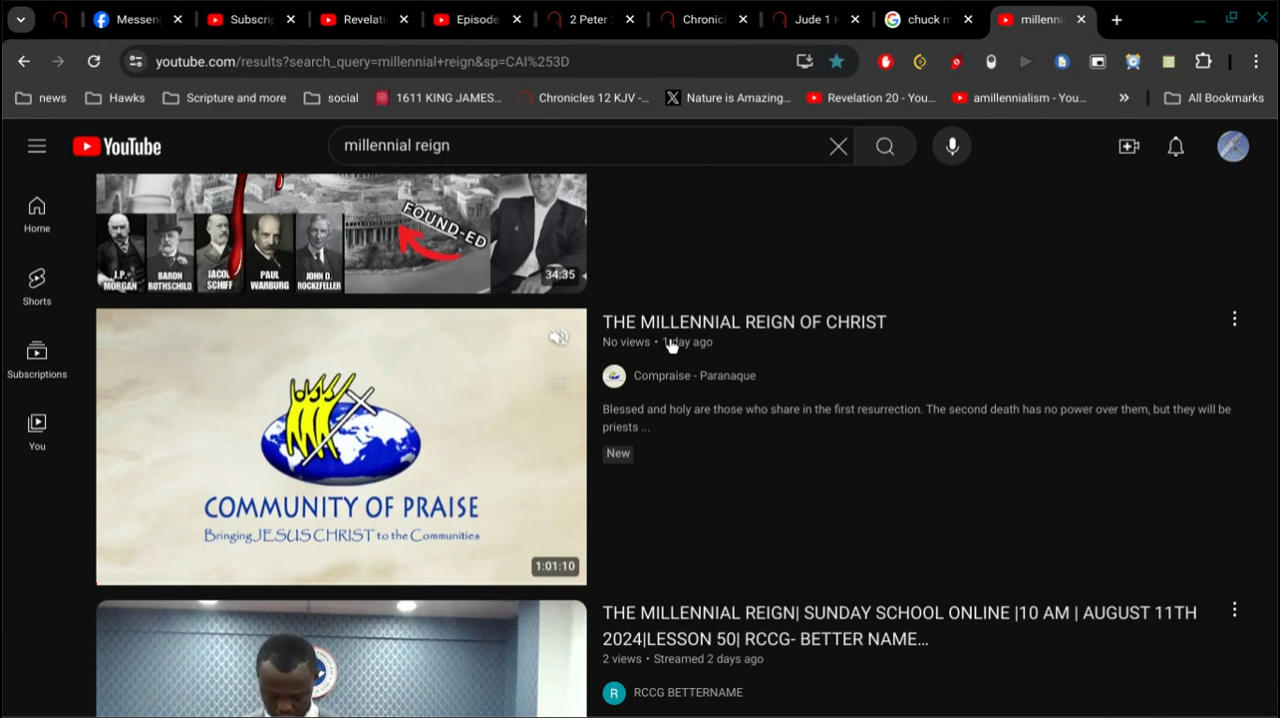 Messen
Subscrip
Revelati
Episode
2 Peter
Chronic
Jude 1
chuck m
millenni
youtube.com/results?search_query=millennial+reign&sp=CAI%253D
news
Hawks
Scripture and more
social
1611 KING JAMES...
Chronicles 12 KJV -...
Nature is Amazing...
Revelation 20 - You...
amillennialism - You...
All Bookmarks
YouTube
millennial reign
Home
Shorts
Subscriptions
You
FOUND-ED
J.P. MORGAN
BARON ROTHSCHILD
JACOB SCHIFF
PAUL WARBURG
JOHN D. ROCKEFELLER
34:35
THE MILLENNIAL REIGN OF CHRIST
No views • 1 day ago
Compraise - Paranaque
Blessed and holy are those who share in the first resurrection. The second death has no power over them, but they will be
priests ...
New
COMMUNITY OF PRAISE
Bringing JESUS CHRIST to the Communities
1:01:10
THE MILLENNIAL REIGN| SUNDAY SCHOOL ONLINE |10 AM | AUGUST 11TH
2024|LESSON 50| RCCG- BETTER NAME...
2 views • Streamed 2 days ago
R
RCCG BETTERNAME